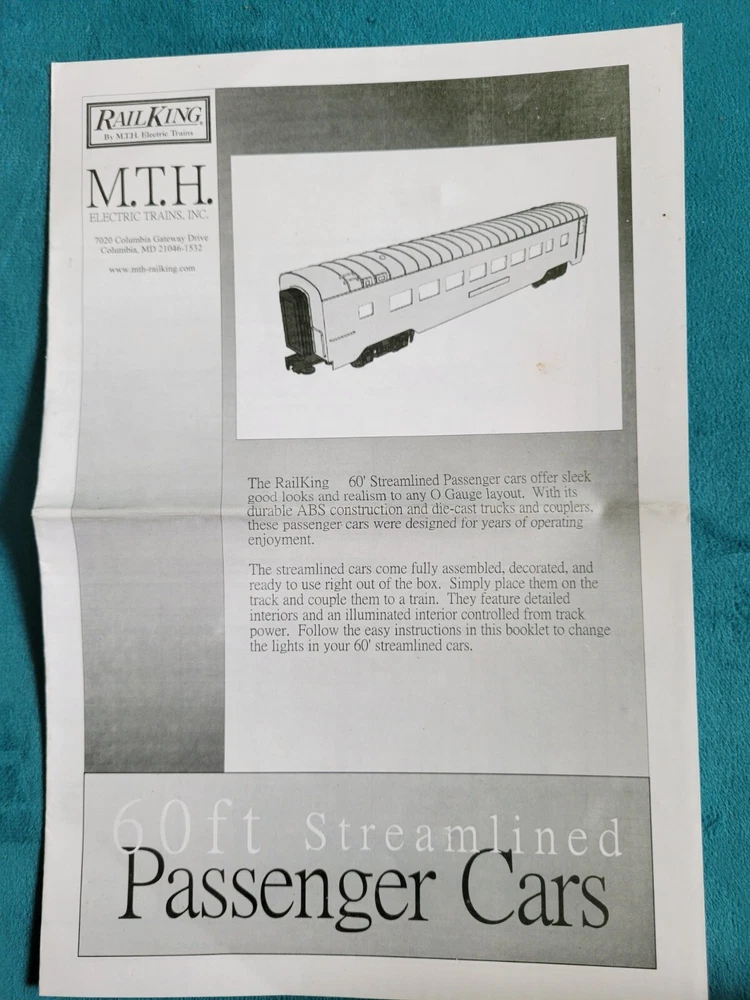 RAILKING®
By M.T.H. Electric Trains
M.T.H.
ELECTRIC TRAINS, INC.
7020 Columbia Gateway Drive
Columbia, MD 21046-1532
www.mth-railking.com
The RailKing 60' Streamlined Passenger cars offer sleek
good looks and realism to any O Gauge layout. With its
durable ABS construction and die-cast trucks and couplers,
these passenger cars were designed for years of operating
enjoyment.
The streamlined cars come fully assembled, decorated, and
ready to use right out of the box. Simply place them on the
track and couple them to a train. They feature detailed
interiors and an illuminated interior controlled from track
power. Follow the easy instructions in this booklet to change
the lights in your 60' streamlined cars.
60ft Streamlined
Passenger Cars